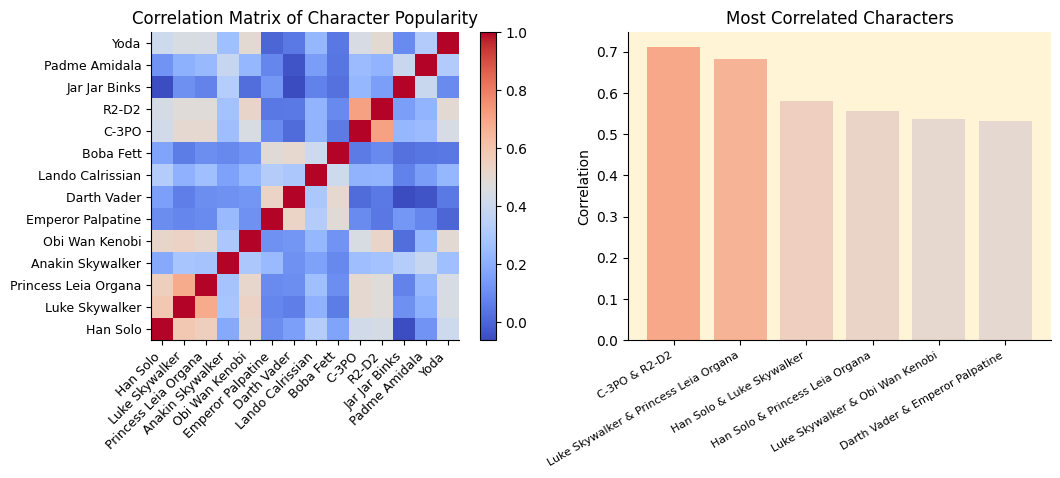 Correlation Matrix of Character Popularity
Yoda
Padme Amidala
Jar Jar Binks
R2-D2
C-3PO
Boba Fett
Lando Calrissian
Darth Vader
Emperor Palpatine
Obi Wan Kenobi
Anakin Skywalker
Princess Leia Organa
Luke Skywalker
Han Solo
Han Solo
Luke Skywalker
Princess Leia Organa
Anakin Skywalker
Obi Wan Kenobi
Emperor Palpatine
Darth Vader
Lando Calrissian
Boba Fett
C-3PO
R2-D2
Jar Jar Binks
Padme Amidala
Yoda
1.0
0.8
0.6
0.4
0.2
0.0
Most Correlated Characters
Correlation
0.7
0.6
0.5
0.4
0.3
0.2
0.1
0.0
C-3PO & R2-D2
Luke Skywalker & Princess Leia Organa
Han Solo & Luke Skywalker
Han Solo & Princess Leia Organa
Luke Skywalker & Obi Wan Kenobi
Darth Vader & Emperor Palpatine